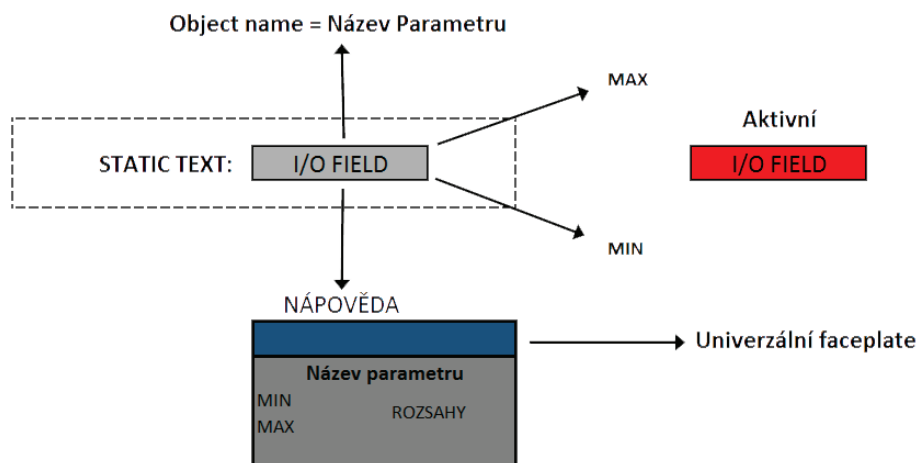 Object name = Název Parametru
MAX
Aktivní
STATIC TEXT:
I/O FIELD
I/O FIELD
MIN
NÁPOVĚDA
Univerzální faceplate
Název parametru
MIN
ROZSAHY
MAX